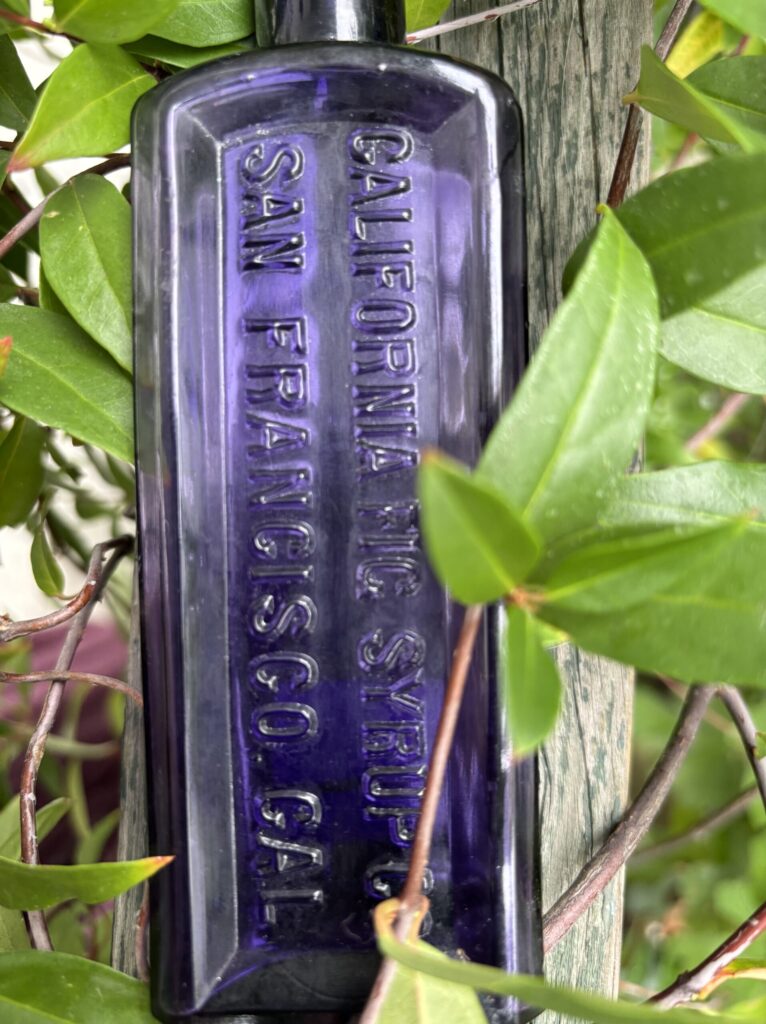 CALIFORNIA FIG SYRUP CO
SAN FRANCISCO, CAL